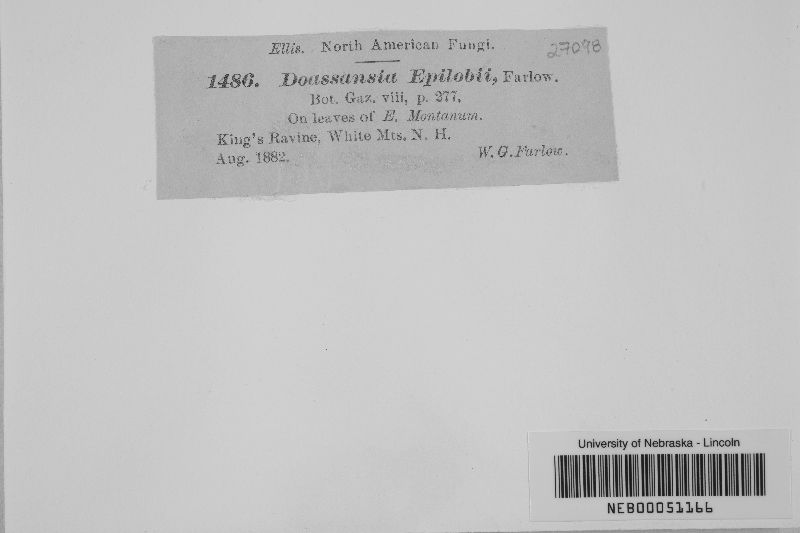 Ellis. North American Fungi.
27098
1486. Doassansia Epilobii, Farlow.
Bot. Gaz. viii, p. 277,
On leaves of E. Montanum.
King's Ravine, White Mts. N. H.
Aug. 1882. W. G. Farlow.
University of Nebraska - Lincoln
NEB00051166